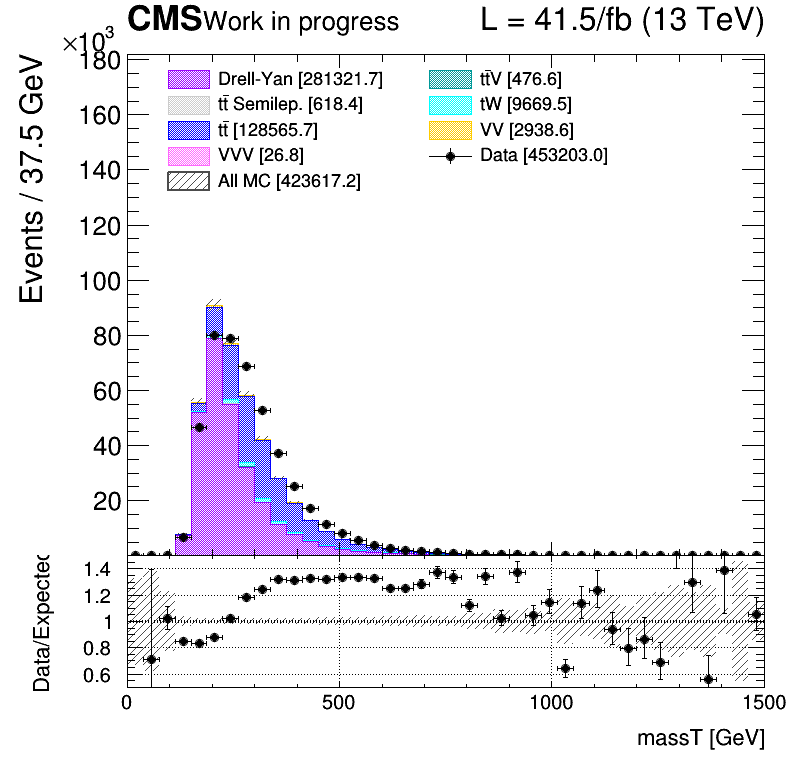 CMS Work in progress L = 41.5/fb (13 TeV)
×10³
Events / 37.5 GeV
180
160
140
120
100
80
60
40
20
Drell-Yan [281321.7]
tt̄ Semilep. [618.4]
tt̄ [128565.7]
VVV [26.8]
All MC [423617.2]
tt̄V [476.6]
tW [9669.5]
VV [2938.6]
Data [453203.0]
Data/Expected
1.4
1.2
1
0.8
0.6
0 500 1000 1500
massT [GeV]